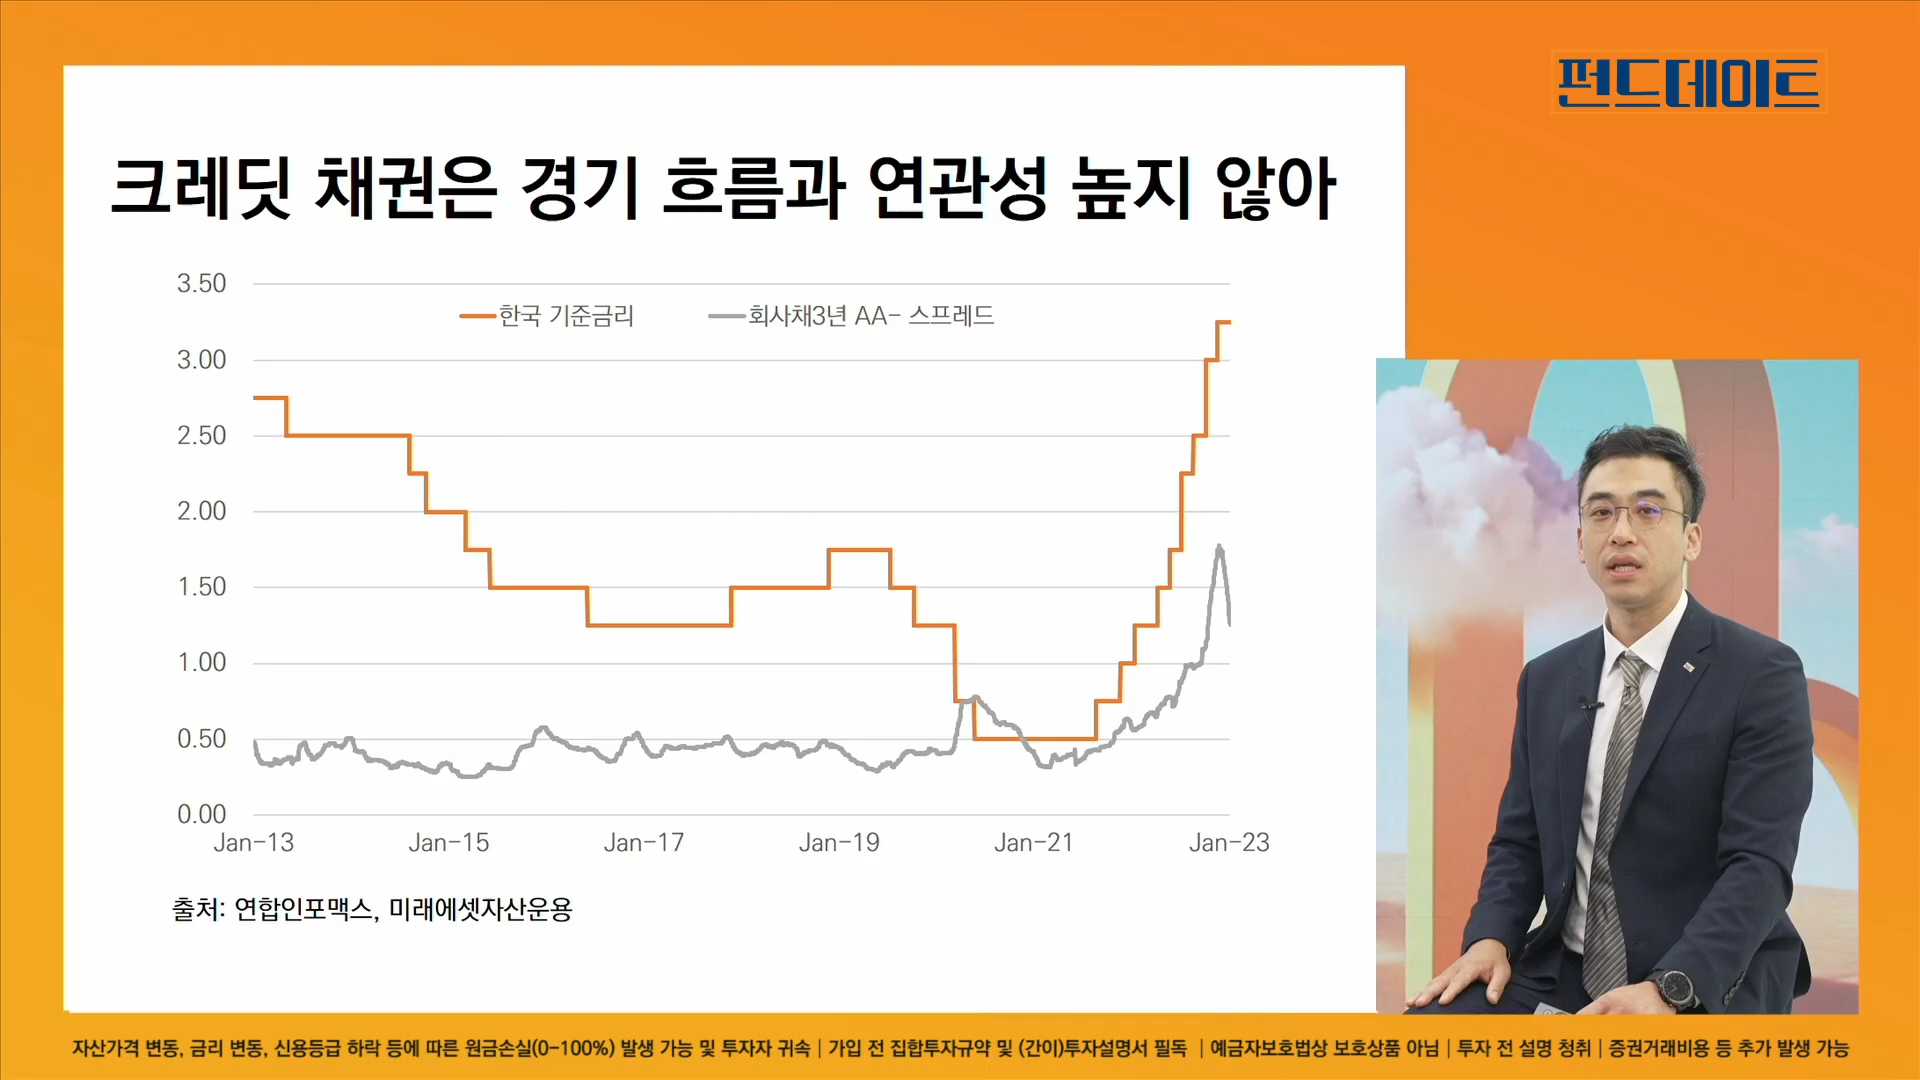 펀드데이트
크레딧 채권은 경기 흐름과 연관성 높지 않아
3.50
한국 기준금리 회사채3년 AA- 스프레드
3.00
2.50
2.00
1.50
1.00
0.50
0.00
Jan-13 Jan-15 Jan-17 Jan-19 Jan-21 Jan-23
출처: 연합인포맥스, 미래에셋자산운용
자산가격 변동, 금리 변동, 신용등급 하락 등에 따른 원금손실(0-100%) 발생 가능 및 투자자 귀속 | 가입 전 집합투자규약 및 (간이)투자설명서 필독 | 예금자보호법상 보호상품 아님 | 투자 전 설명 청취 | 증권거래비용 등 추가 발생 가능